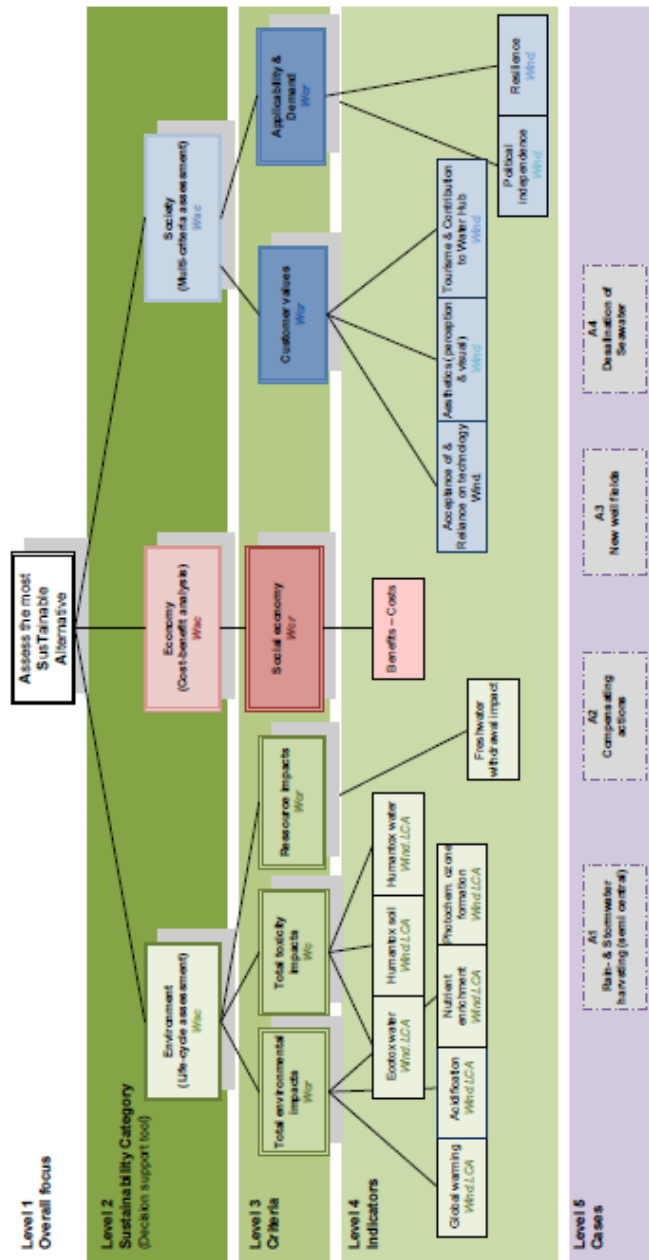 Level 1
Overall focus
Assess the most
SusTainable
Alternative
Level 2
Sustainability Category
(Decision support tool)
Environment
(Life-cycle assessment)
Wsc
Economy
(Cost-benefit analysis)
Wsc
Society
(Multi-criteria assessment)
Wsc
Level 3
Criteria
Total environmental
impacts
Wcr
Total toxicity
impacts
Wc
Ressource impacts
Wcr
Social economy
Wcr
Customer values
Wcr
Applicability &
Demand
Wcr
Level 4
Indicators
Global warming
Wind.LCA
Acidification
Wind.LCA
Nutrient
enrichment
Wind.LCA
Photochem. ozone
formation
Wind.LCA
Ecotox water
Wind.LCA
Humantox soil
Wind.LCA
Humantox water
Wind.LCA
Freshwater
withdrawal impact
Benefits – Costs
Acceptance of &
Reliance on technology
Wind.
Aesthetics (perception
& visual)
Wind
Tourisme & Contribution
to Water Hub
Wind
Political
independence
Wind
Resilience
Wind
Level 5
Cases
A1
Rain- & Stormwater
harvesting (semi central)
A2
Compensating
actions
A3
New well fields
A4
Desalination of
Seawater